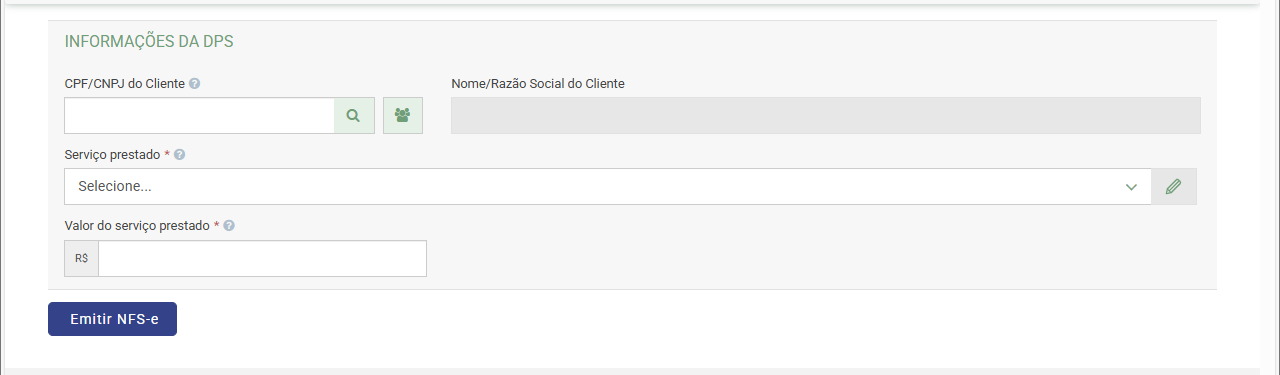 INFORMAÇÕES DA DPS
CPF/CNPJ do Cliente ?
Nome/Razão Social do Cliente
Serviço prestado * ?
Selecione...
Valor do serviço prestado * ?
R$
Emitir NFS-e